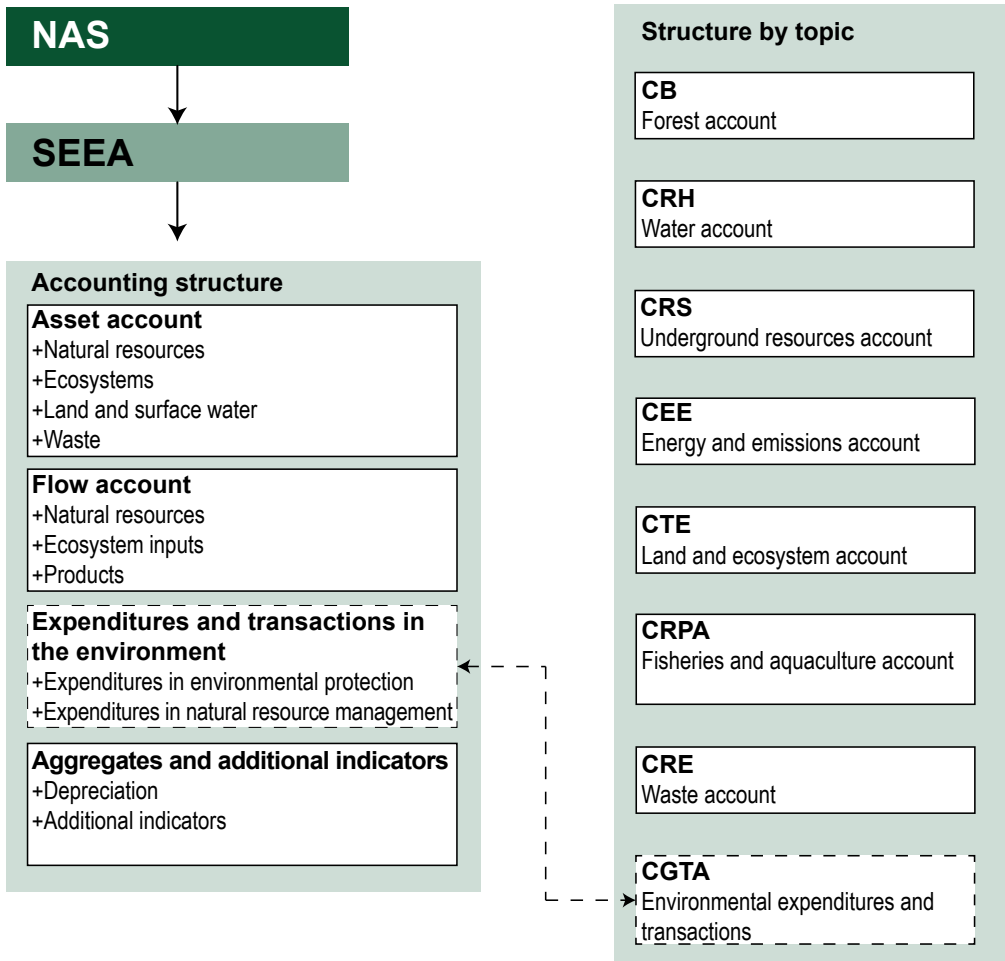 NAS
SEEA
Accounting structure
Asset account
+Natural resources
+Ecosystems
+Land and surface water
+Waste
Flow account
+Natural resources
+Ecosystem inputs
+Products
Expenditures and transactions in
the environment
+Expenditures in environmental protection
+Expenditures in natural resource management
Aggregates and additional indicators
+Depreciation
+Additional indicators
Structure by topic
CB
Forest account
CRH
Water account
CRS
Underground resources account
CEE
Energy and emissions account
CTE
Land and ecosystem account
CRPA
Fisheries and aquaculture account
CRE
Waste account
CGTA
Environmental expenditures and
transactions